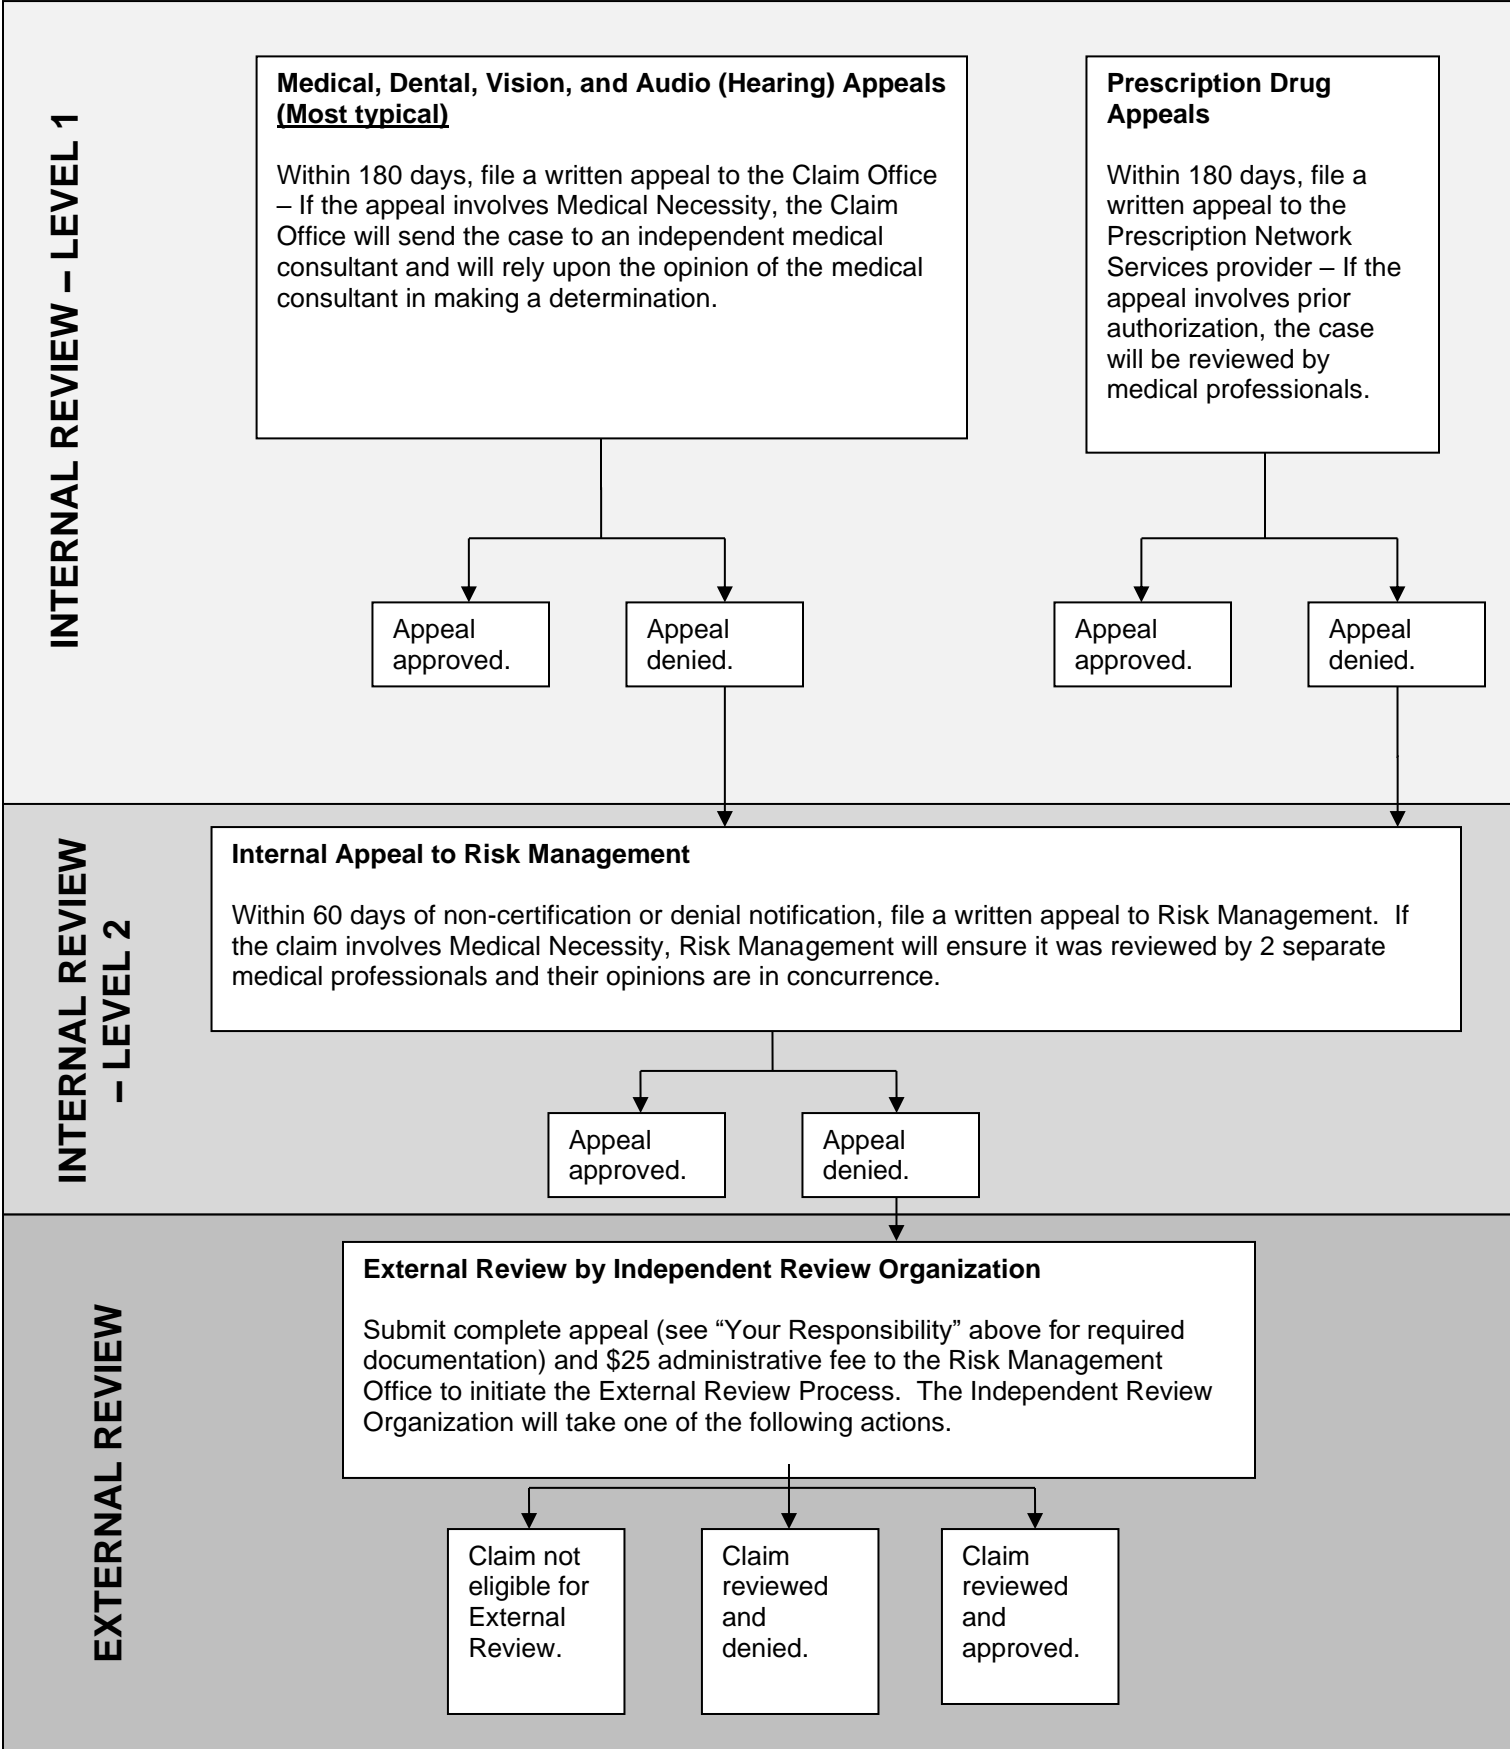 INTERNAL REVIEW – LEVEL 1
Medical, Dental, Vision, and Audio (Hearing) Appeals
(Most typical)
Within 180 days, file a written appeal to the Claim Office
– If the appeal involves Medical Necessity, the Claim
Office will send the case to an independent medical
consultant and will rely upon the opinion of the medical
consultant in making a determination.
Prescription Drug
Appeals
Within 180 days, file a
written appeal to the
Prescription Network
Services provider – If the
appeal involves prior
authorization, the case
will be reviewed by
medical professionals.
Appeal
approved.
Appeal
denied.
Appeal
approved.
Appeal
denied.
INTERNAL REVIEW
– LEVEL 2
Internal Appeal to Risk Management
Within 60 days of non-certification or denial notification, file a written appeal to Risk Management.  If
the claim involves Medical Necessity, Risk Management will ensure it was reviewed by 2 separate
medical professionals and their opinions are in concurrence.
Appeal
approved.
Appeal
denied.
EXTERNAL REVIEW
External Review by Independent Review Organization
Submit complete appeal (see “Your Responsibility” above for required
documentation) and $25 administrative fee to the Risk Management
Office to initiate the External Review Process.  The Independent Review
Organization will take one of the following actions.
Claim not
eligible for
External
Review.
Claim
reviewed
and
denied.
Claim
reviewed
and
approved.